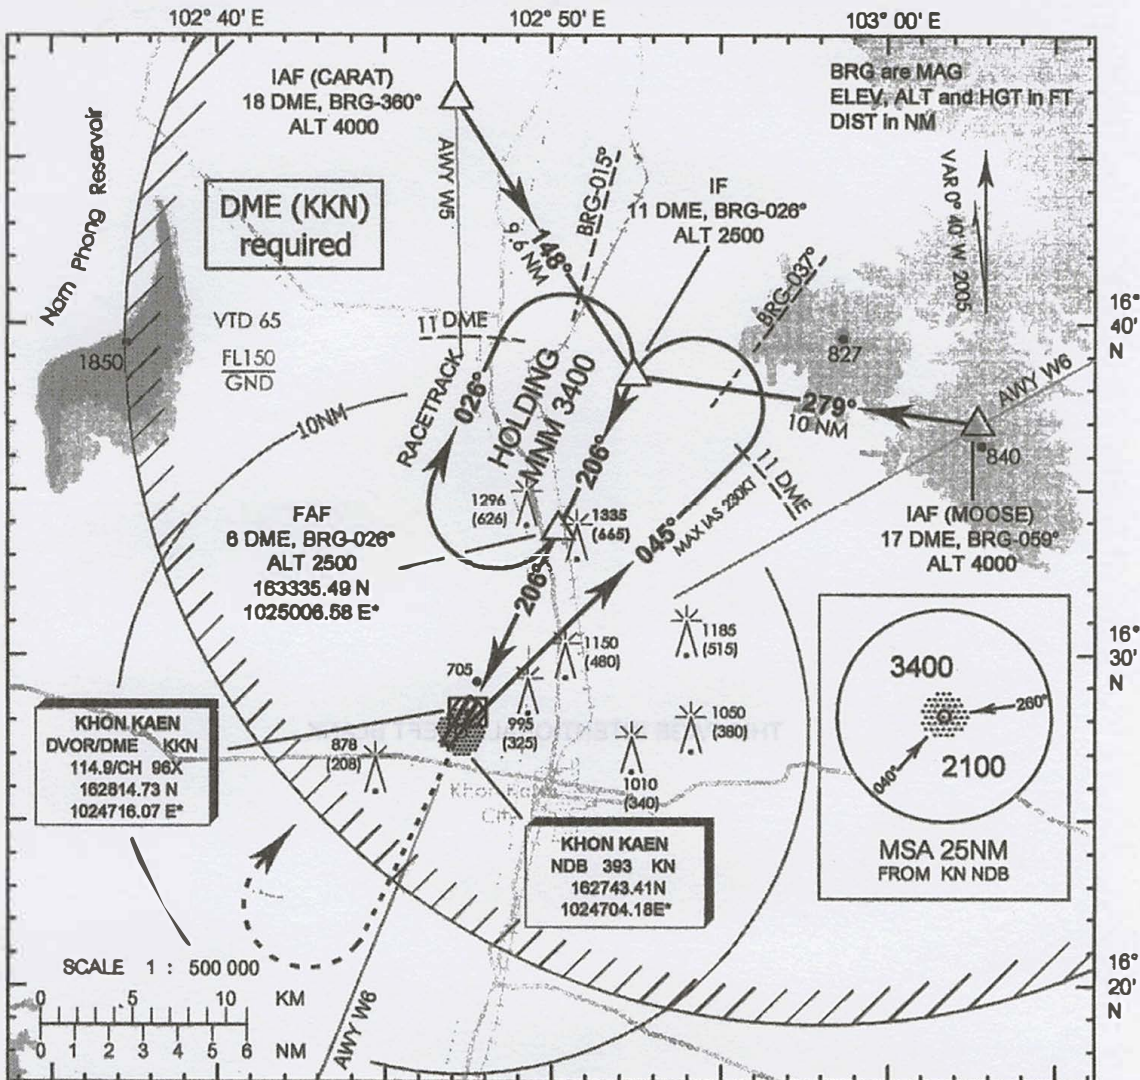 102° 40' E
102° 50' E
103° 00' E
IAF (CARAT)
18 DME, BRG-360°
ALT 4000
BRG are MAG
ELEV, ALT and HGT in FT
DIST in NM
Nam Phong Reservoir
AWY W5
DME (KKN)
required
BRG-015°
IF
11 DME, BRG-026°
ALT 2500
VAR 0° 40' W 2005
148°
9.6 NM
BRG-037°
16°
40'
N
VTD 65
FL150
GND
11 DME
1850
827
AWY W6
RACETRACK
026°
HOLDING
MNM 3400
279°
10 NM
10NM
206°
840
11 DME
1296
(626)
1335
(665)
MAX IAS 230KT
045°
FAF
6 DME, BRG-026°
ALT 2500
163335.49 N
1025006.58 E*
IAF (MOOSE)
17 DME, BRG-059°
ALT 4000
206°
1150
(480)
1185
(515)
16°
30'
N
705
3400
260°
2100
040°
MSA 25NM
FROM KN NDB
KHON KAEN
DVOR/DME KKN
114.9/CH 96X
162814.73 N
1024716.07 E*
878
(208)
995
(325)
1050
(380)
1010
(340)
Khon Kaen
City
KHON KAEN
NDB 393 KN
162743.41N
1024704.18E*
SCALE 1 : 500 000
0 5 10 KM
0 1 2 3 4 5 6 NM
AWY W6
16°
20'
N